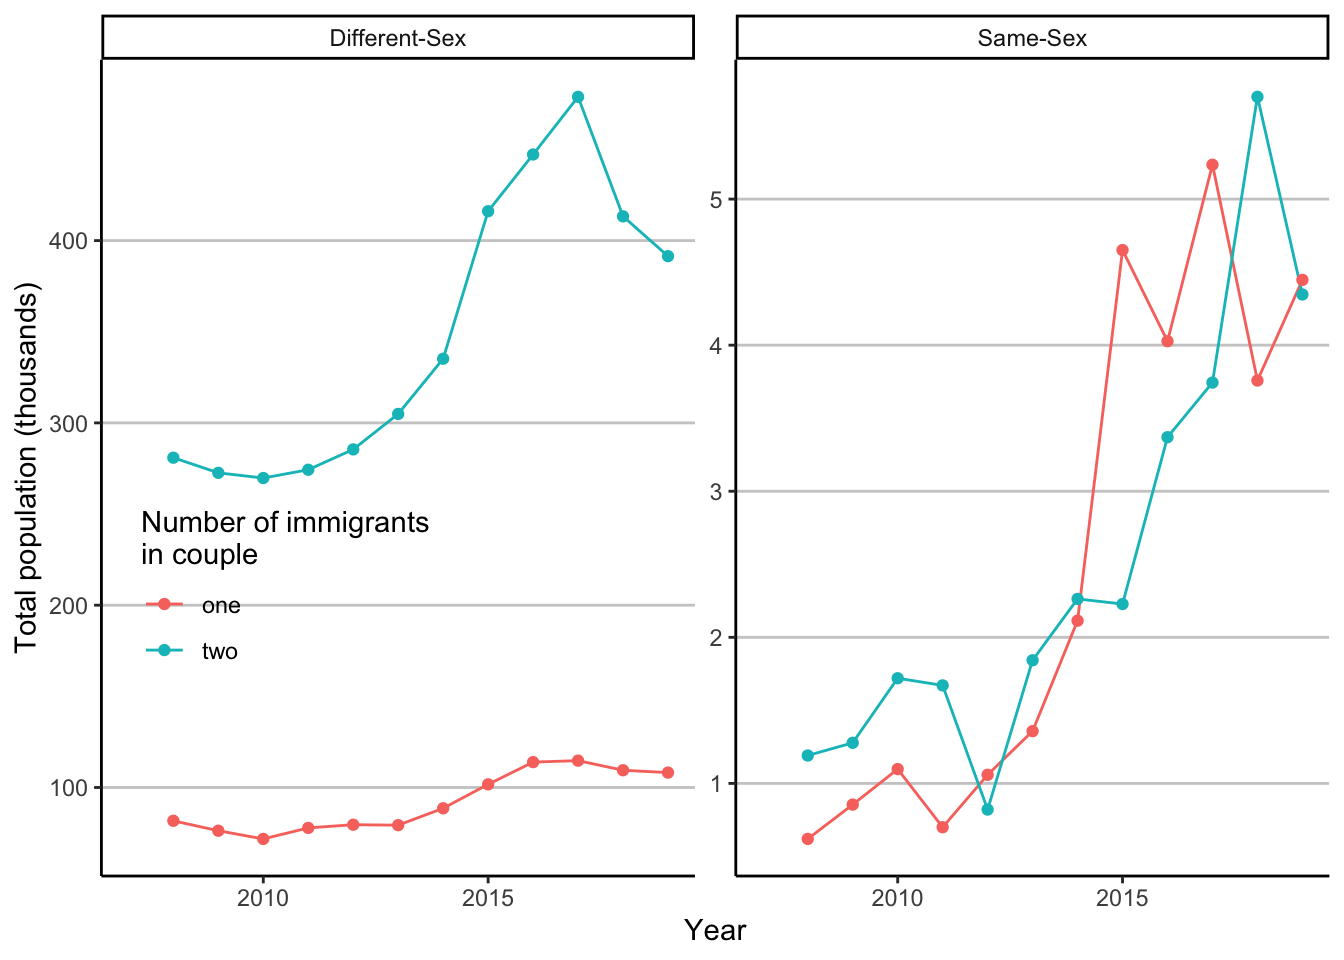 Different-Sex
Same-Sex
Total population (thousands)
400
300
200
100
Number of immigrants
in couple
one
two
5
4
3
2
1
2010
2015
2010
2015
Year